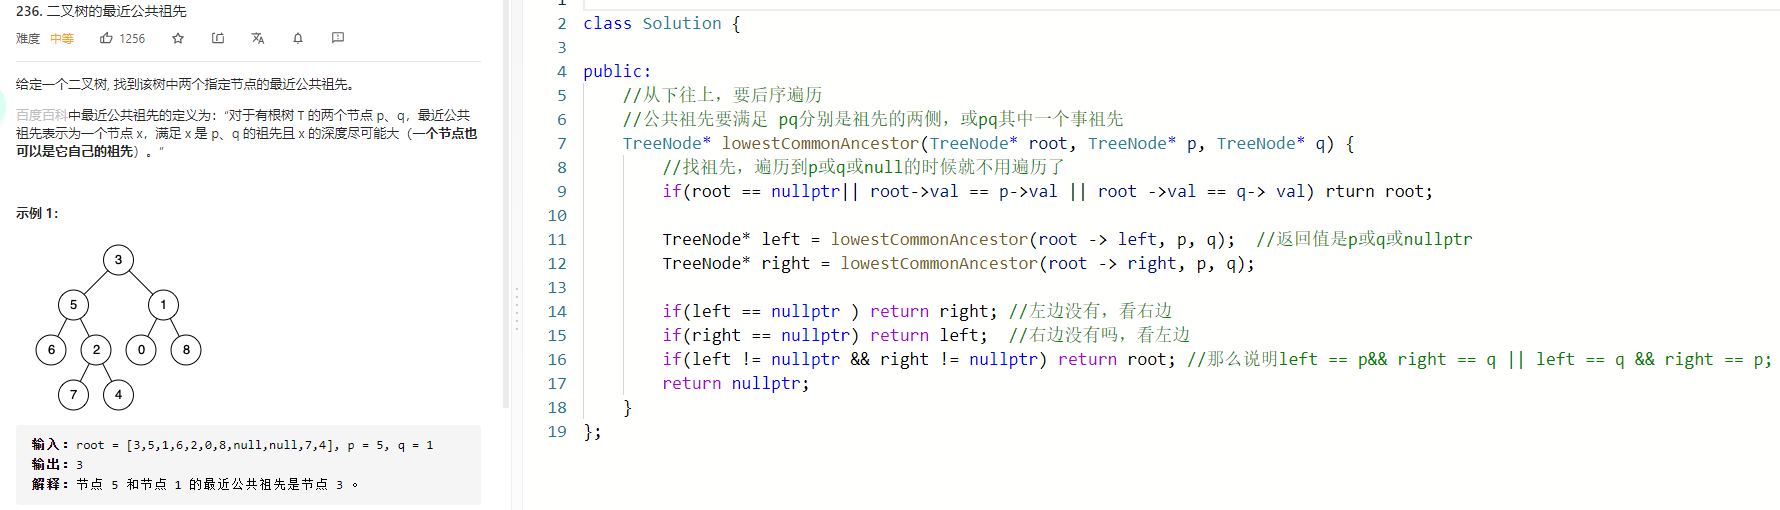 236. 二叉树的最近公共祖先
难度 中等 1256
给定一个二叉树, 找到该树中两个指定节点的最近公共祖先。
百度百科中最近公共祖先的定义为：“对于有根树 T 的两个节点 p、q，最近公共
祖先表示为一个节点 x，满足 x 是 p、q 的祖先且 x 的深度尽可能大（一个节点也
可以是它自己的祖先）。”
示例 1：
3
5 1
6 2 0 8
7 4
输入：root = [3,5,1,6,2,0,8,null,null,7,4], p = 5, q = 1
输出：3
解释：节点 5 和节点 1 的最近公共祖先是节点 3 。
1
2 class Solution {
3
4 public:
5 //从下往上，要后序遍历
6 //公共祖先要满足 pq分别是祖先的两侧，或pq其中一个事祖先
7 TreeNode* lowestCommonAncestor(TreeNode* root, TreeNode* p, TreeNode* q) {
8 //找祖先，遍历到p或q或null的时候就不用遍历了
9 if(root == nullptr|| root->val == p->val || root ->val == q-> val) rturn root;
10
11 TreeNode* left = lowestCommonAncestor(root -> left, p, q); //返回值是p或q或nullptr
12 TreeNode* right = lowestCommonAncestor(root -> right, p, q);
13
14 if(left == nullptr ) return right; //左边没有，看右边
15 if(right == nullptr) return left; //右边没有吗，看左边
16 if(left != nullptr && right != nullptr) return root; //那么说明left == p&& right == q || left == q && right == p;
17 return nullptr;
18 }
19 };